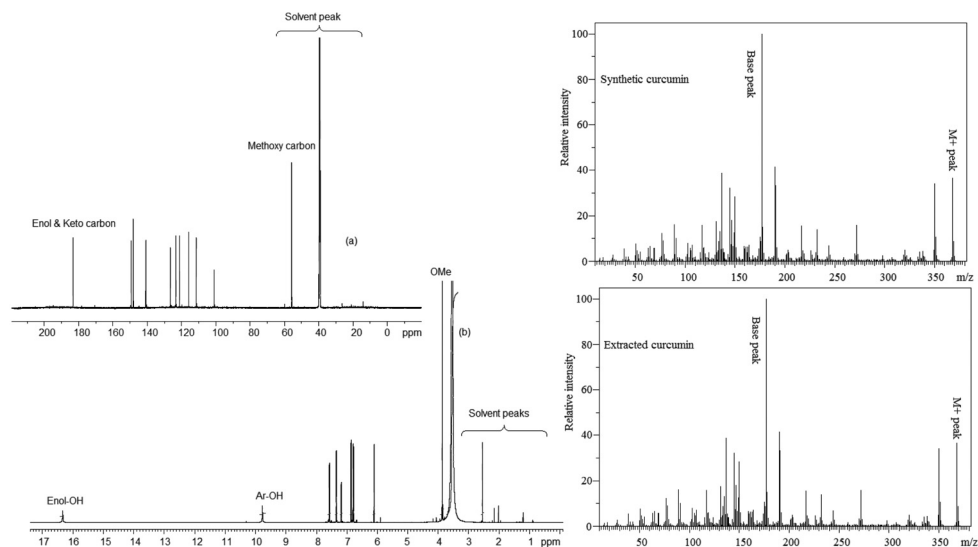 Solvent peak
Methoxy carbon
Enol & Keto carbon
(a)
200 180 160 140 120 100 80 60 40 20 0 ppm
OMe
(b)
Solvent peaks
Enol-OH
Ar-OH
17 16 15 14 13 12 11 10 9 8 7 6 5 4 3 2 1 ppm
Relative intensity
100
80
60
40
20
0
Synthetic curcumin
Base peak
M+ peak
50 100 150 200 250 300 350 m/z
Relative intensity
100
80
60
40
20
0
Extracted curcumin
Base peak
M+ peak
50 100 150 200 250 300 350 m/z